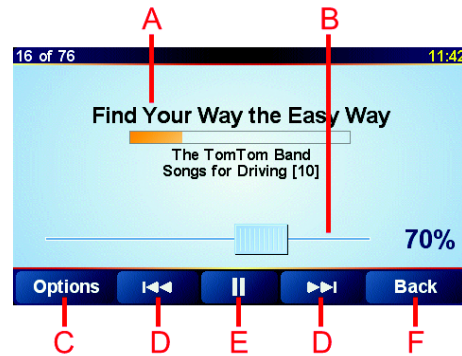 A B
16 of 76 11:42
Find Your Way the Easy Way
The TomTom Band
Songs for Driving [10]
70%
Options Back
C D E D F